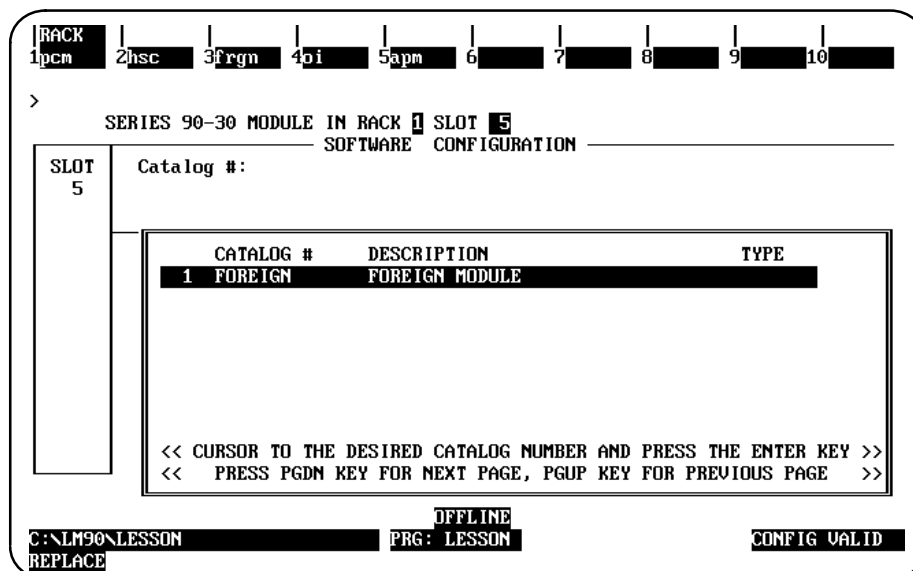 RACK
1pcm 2hsc 3frgn 4oi 5apm 6 7 8 9 10
>
SERIES 90-30 MODULE IN RACK 1 SLOT 5
SOFTWARE CONFIGURATION
SLOT Catalog #:
5
CATALOG # DESCRIPTION TYPE
1 FOREIGN FOREIGN MODULE
<< CURSOR TO THE DESIRED CATALOG NUMBER AND PRESS THE ENTER KEY >>
<< PRESS PGDN KEY FOR NEXT PAGE, PGUP KEY FOR PREVIOUS PAGE >>
OFFLINE
C:\LM90\LESSON PRG: LESSON CONFIG VALID
REPLACE